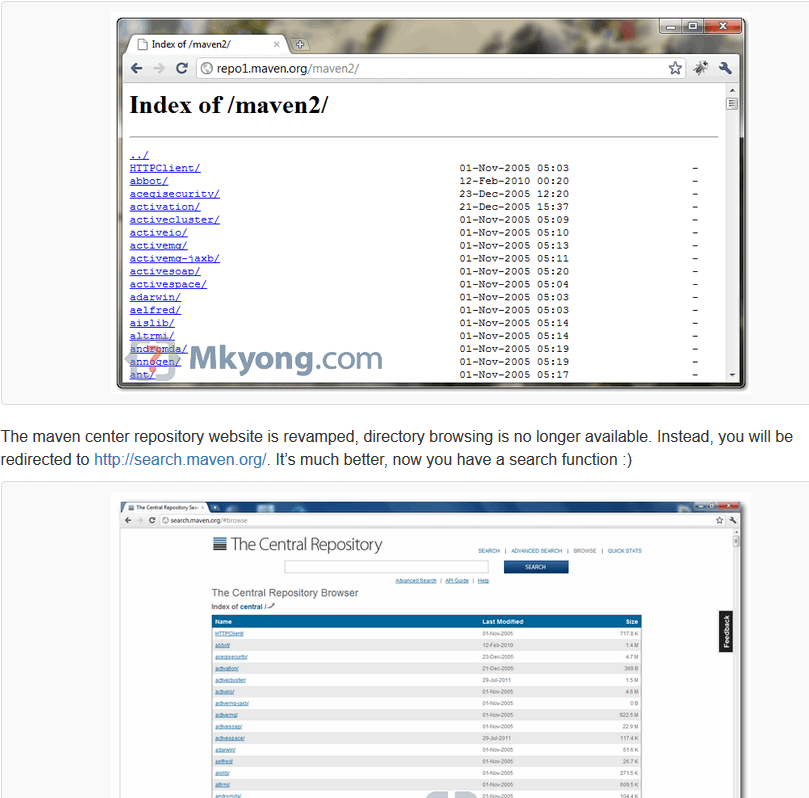 Index of /maven2/
repo1.maven.org/maven2/
Index of /maven2/
../
HTTPClient/ 01-Nov-2005 05:03 -
abbot/ 12-Feb-2010 00:20 -
acegisecurity/ 23-Dec-2005 12:20 -
activation/ 21-Dec-2005 15:37 -
activecluster/ 01-Nov-2005 05:09 -
activeio/ 01-Nov-2005 05:10 -
activemq/ 01-Nov-2005 05:13 -
activemq-jaxb/ 01-Nov-2005 05:11 -
activesoap/ 01-Nov-2005 05:20 -
activespace/ 01-Nov-2005 05:04 -
adarwin/ 01-Nov-2005 05:03 -
aelfred/ 01-Nov-2005 05:03 -
aislib/ 01-Nov-2005 05:14 -
altrmi/ 01-Nov-2005 05:14 -
andromda/ 01-Nov-2005 05:19 -
annogen/ 01-Nov-2005 05:19 -
ant/ 01-Nov-2005 05:17 -
Mkyong.com
The maven center repository website is revamped, directory browsing is no longer available. Instead, you will be
redirected to http://search.maven.org/. It’s much better, now you have a search function :)
The Central Repository Sea
search.maven.org/#browse
The Central Repository
SEARCH | ADVANCED SEARCH | BROWSE | QUICK STATS
SEARCH
Advanced Search | API Guide | Help
The Central Repository Browser
Index of central /
Name Last Modified Size
HTTPClient/ 01-Nov-2005 717.8 K
abbot/ 12-Feb-2010 1.4 M
acegisecurity/ 23-Dec-2005 4.7 M
activation/ 21-Dec-2005 369 B
activecluster/ 29-Jul-2011 1.5 M
activeio/ 01-Nov-2005 4.6 M
activemq-jaxb/ 01-Nov-2005 0 B
activemq/ 01-Nov-2005 922.5 M
activesoap/ 01-Nov-2005 22.9 M
activespace/ 29-Jul-2011 117.4 K
adarwin/ 01-Nov-2005 51.6 K
aelfred/ 01-Nov-2005 26.7 K
aislib/ 01-Nov-2005 271.5 K
altrmi/ 01-Nov-2005 609.5 K
andromda/ 01-Nov-2005 104.4 K
Feedback